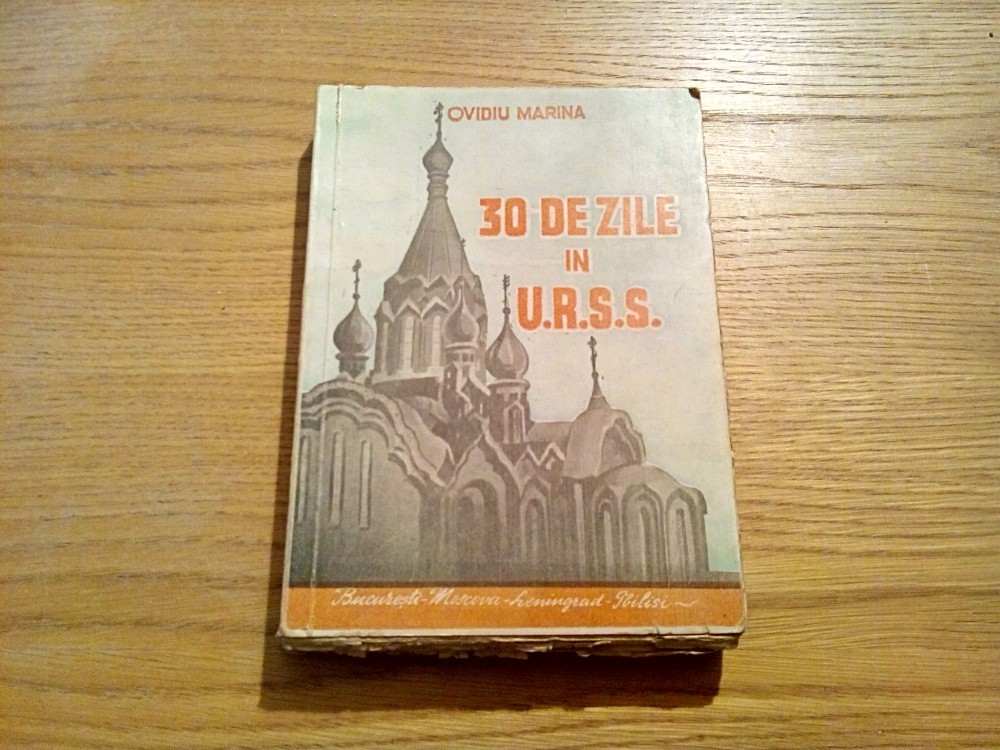 OVIDIU MARINA
30 DE ZILE
IN
U.R.S.S.
București-Moscova-Leningrad-Tbilisi